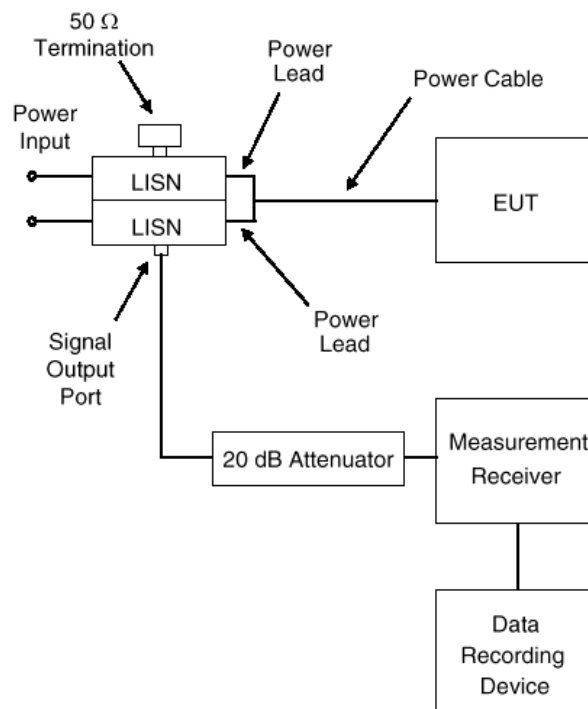 50 Ω
Termination
Power
Lead
Power Cable
Power
Input
LISN
EUT
LISN
Power
Lead
Signal
Output
Port
20 dB Attenuator
Measurement
Receiver
Data
Recording
Device